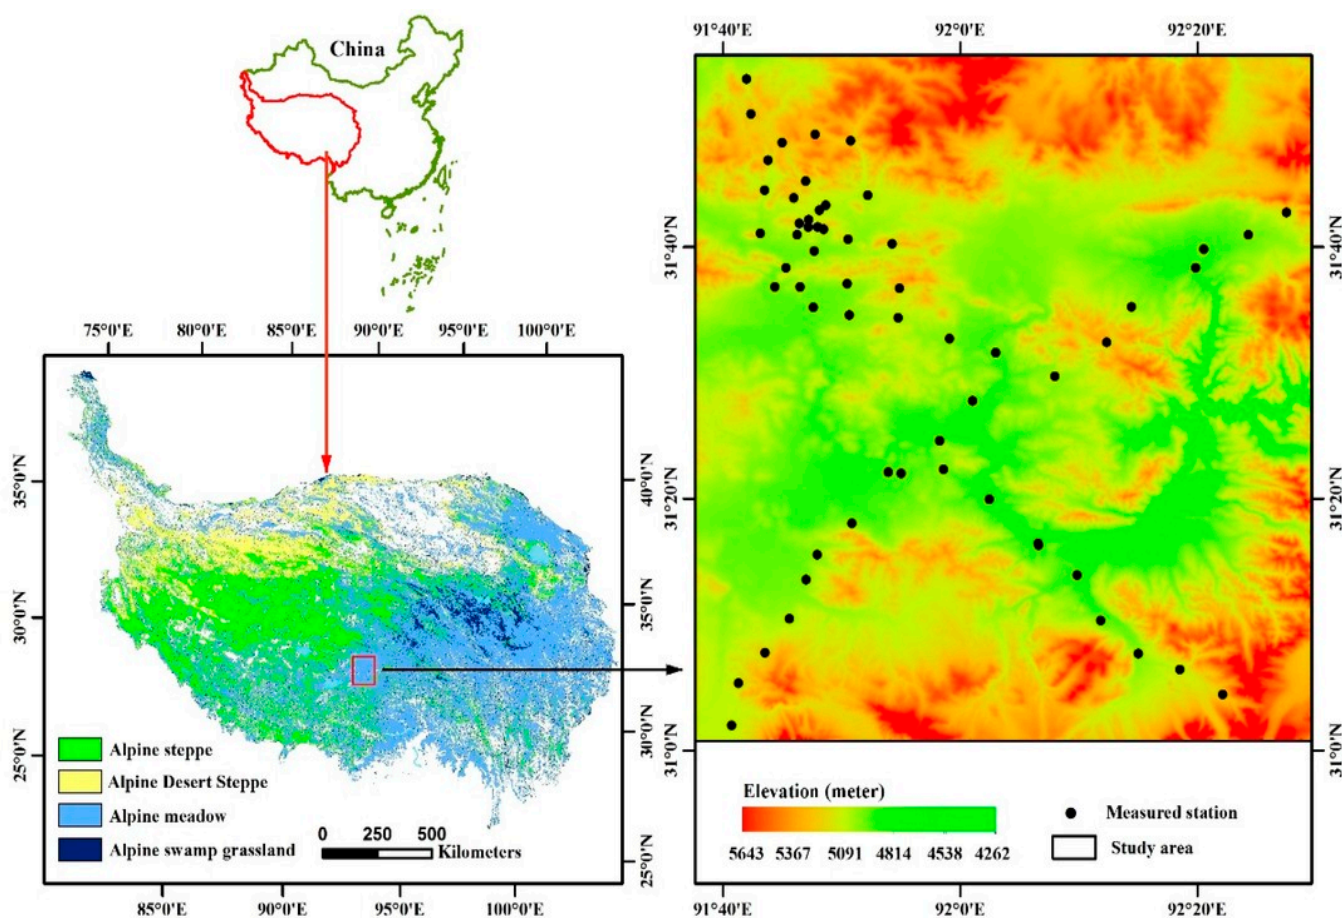 China
75°0'E 80°0'E 85°0'E 90°0'E 95°0'E 100°0'E
35°0'N
30°0'N
25°0'N
40°0'N
35°0'N
30°0'N
25°0'N
Alpine steppe
Alpine Desert Steppe
Alpine meadow
Alpine swamp grassland
0 250 500
Kilometers
85°0'E 90°0'E 95°0'E 100°0'E
91°40'E 92°0'E 92°20'E
31°40'N
31°20'N
31°0'N
31°40'N
31°20'N
31°0'N
Elevation (meter)
5643 5367 5091 4814 4538 4262
Measured station
Study area
91°40'E 92°0'E 92°20'E